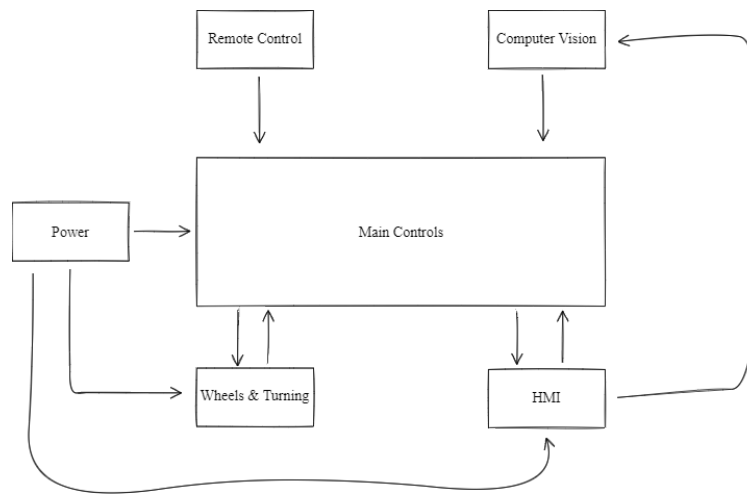 Remote Control
Computer Vision
Power
Main Controls
Wheels & Turning
HMI